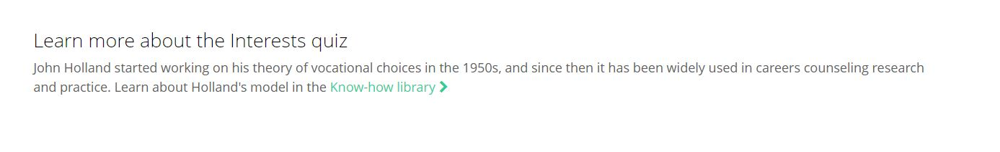 Learn more about the Interests quiz
John Holland started working on his theory of vocational choices in the 1950s, and since then it has been widely used in careers counseling research
and practice. Learn about Holland's model in the Know-how library